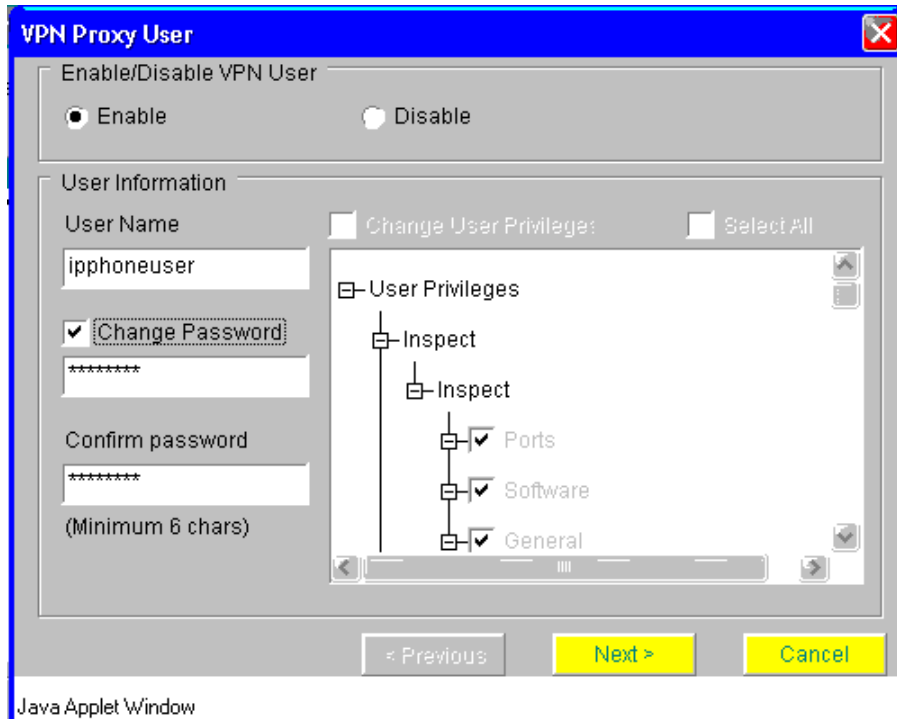 VPN Proxy User
Enable/Disable VPN User
Enable
Disable
User Information
User Name
Change User Privileges
Select All
ipphoneuser
User Privileges
Change Password
Inspect
********
Inspect
Confirm password
Ports
********
Software
(Minimum 6 chars)
General
< Previous
Next >
Cancel
Java Applet Window